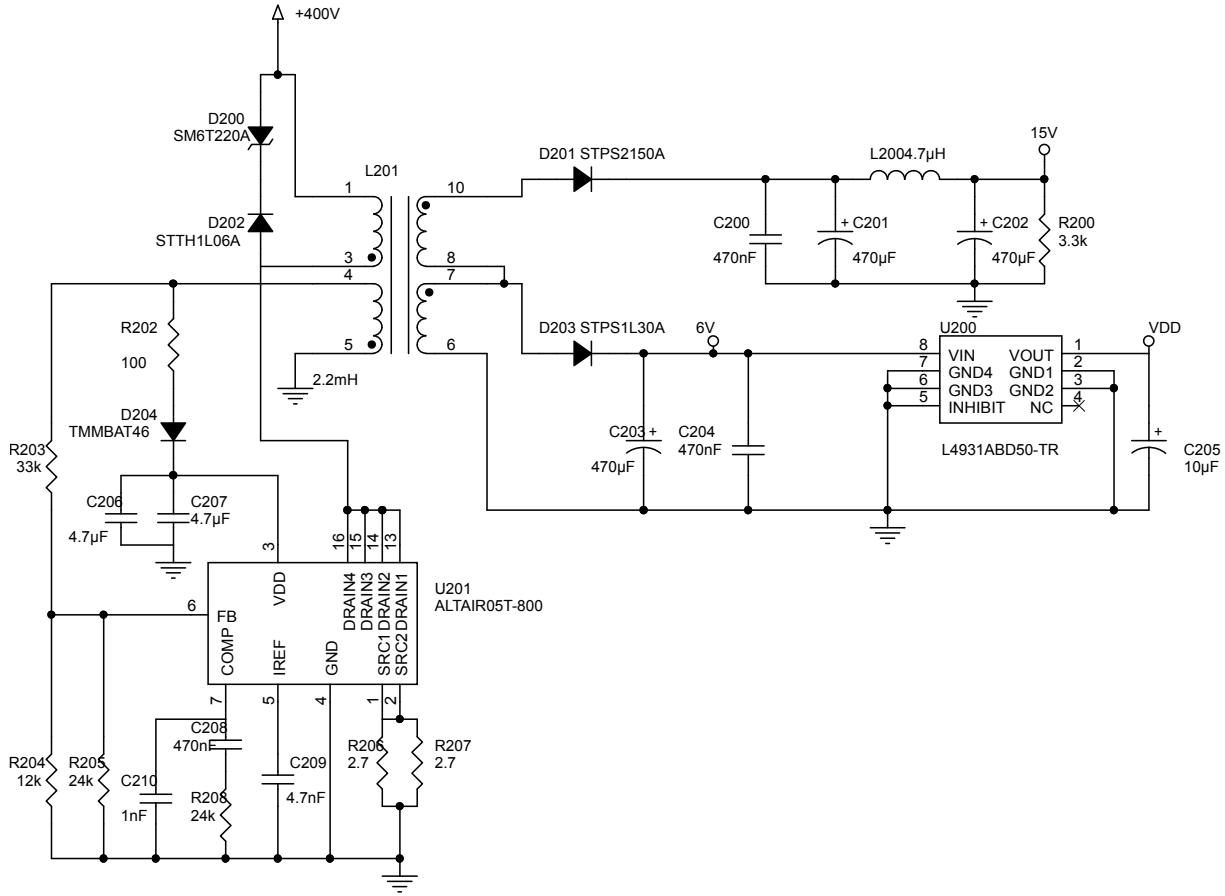 +400V
D200
SM6T220A
15V
D201 STPS2150A
L2004.7µH
L201
1
10
D202
STTH1L06A
C200
470nF
+
C201
470µF
+
C202
470µF
R200
3.3k
3
8
4
7
R202
100
D203 STPS1L30A
6V
U200
VDD
5
6
2.2mH
8
7
6
5
VIN
GND4
GND3
INHIBIT
VOUT
GND1
GND2
NC
1
2
3
4
L4931ABD50-TR
D204
TMMBAT46
R203
33k
C203
+
470µF
C204
470nF
+
C205
10µF
C206
4.7µF
C207
4.7µF
3
16
15
14
13
U201
ALTAIR05T-800
6
FB
VDD
DRAIN4
DRAIN3
DRAIN2
DRAIN1
COMP
IREF
GND
SRC1
SRC2
7
5
4
1
2
C208
470nF
R206
2.7
R207
2.7
R204
12k
R205
24k
C210
1nF
R208
24k
C209
4.7nF